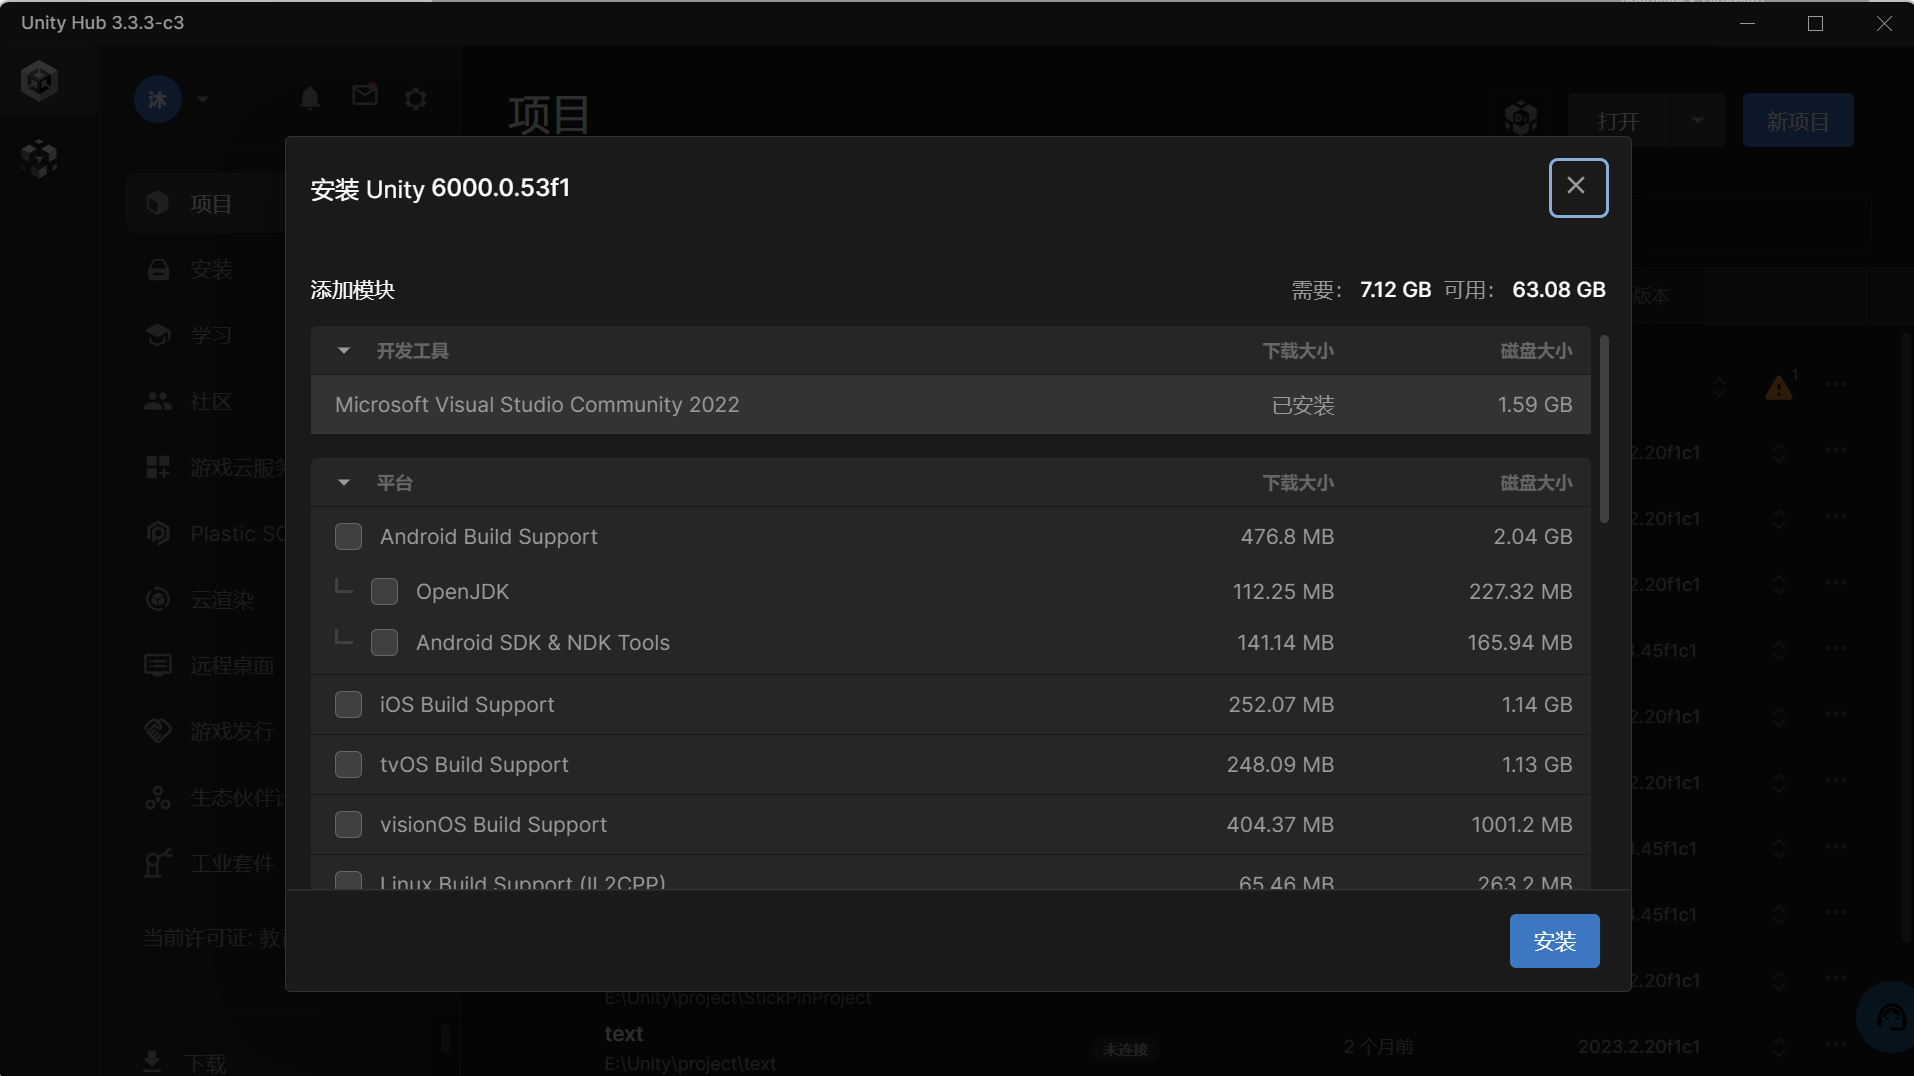 Unity Hub 3.3.3-c3
沐
项目
打开
新项目
项目
安装
学习
社区
游戏云服务
Plastic SC
云渲染
远程桌面
游戏发行
生态伙伴计
工业套件
当前许可证: 教
下载
安装 Unity 6000.0.53f1
添加模块
需要: 7.12 GB 可用: 63.08 GB
开发工具 下载大小 磁盘大小
Microsoft Visual Studio Community 2022 已安装 1.59 GB
平台 下载大小 磁盘大小
Android Build Support 476.8 MB 2.04 GB
OpenJDK 112.25 MB 227.32 MB
Android SDK & NDK Tools 141.14 MB 165.94 MB
iOS Build Support 252.07 MB 1.14 GB
tvOS Build Support 248.09 MB 1.13 GB
visionOS Build Support 404.37 MB 1001.2 MB
Linux Build Support (IL2CPP) 65.46 MB 263.2 MB
安装
版本
1
2.20f1c1
2.20f1c1
2.20f1c1
.45f1c1
2.20f1c1
2.20f1c1
.45f1c1
.45f1c1
2.20f1c1
E:\Unity\project\StickPinProject
text 未连接 2 个月前 2023.2.20f1c1
E:\Unity\project\text